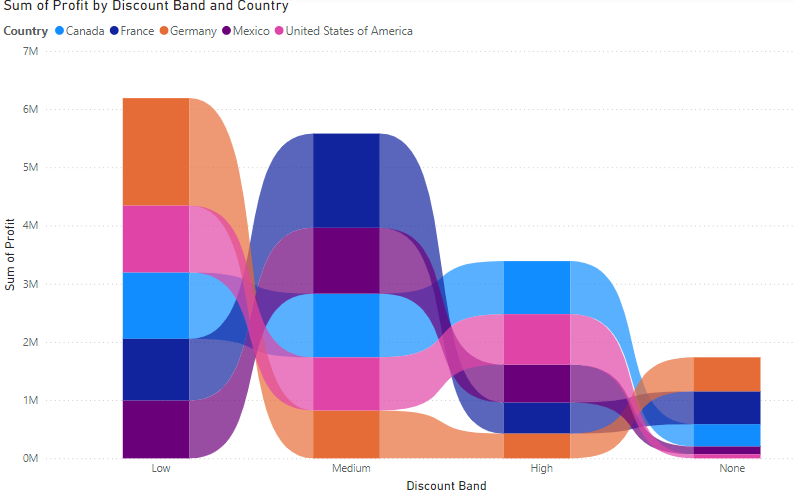 Sum of Profit by Discount Band and Country
Country Canada France Germany Mexico United States of America
7M
6M
5M
4M
3M
2M
1M
0M
Sum of Profit
Low Medium High None
Discount Band